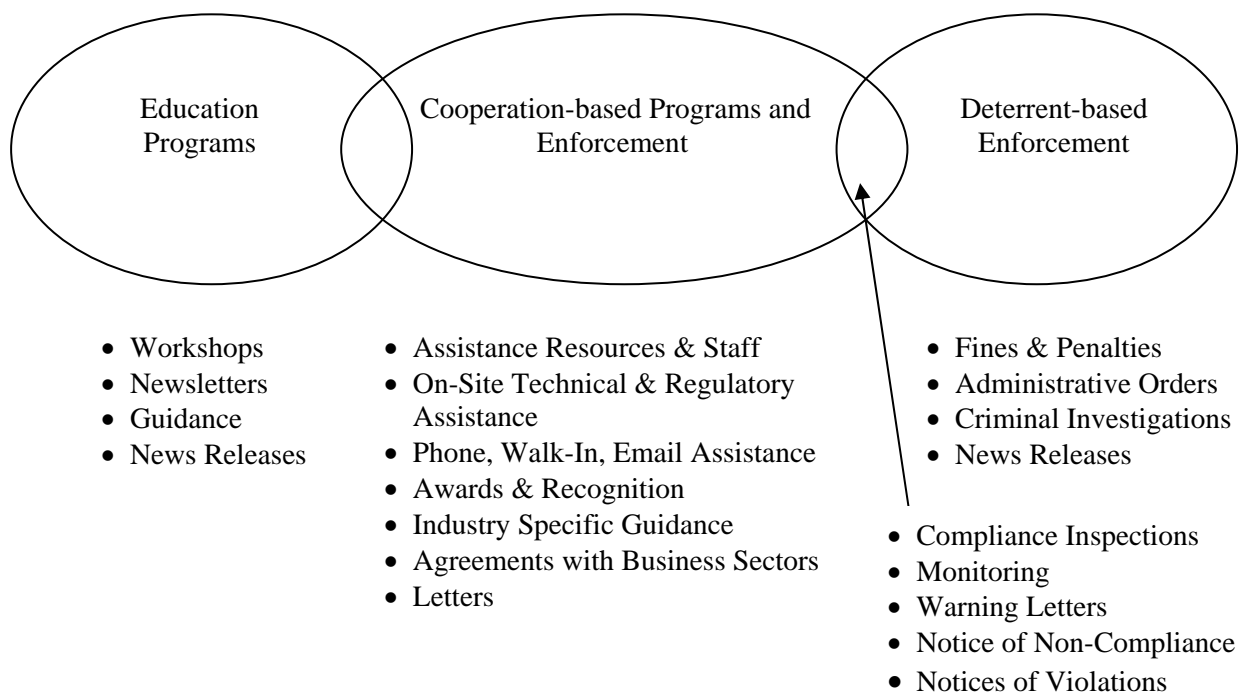 Education
Programs
Cooperation-based Programs and
Enforcement
Deterrent-based
Enforcement
• Workshops
• Newsletters
• Guidance
• News Releases
• Assistance Resources & Staff
• On-Site Technical & Regulatory
Assistance
• Phone, Walk-In, Email Assistance
• Awards & Recognition
• Industry Specific Guidance
• Agreements with Business Sectors
• Letters
• Fines & Penalties
• Administrative Orders
• Criminal Investigations
• News Releases
• Compliance Inspections
• Monitoring
• Warning Letters
• Notice of Non-Compliance
• Notices of Violations